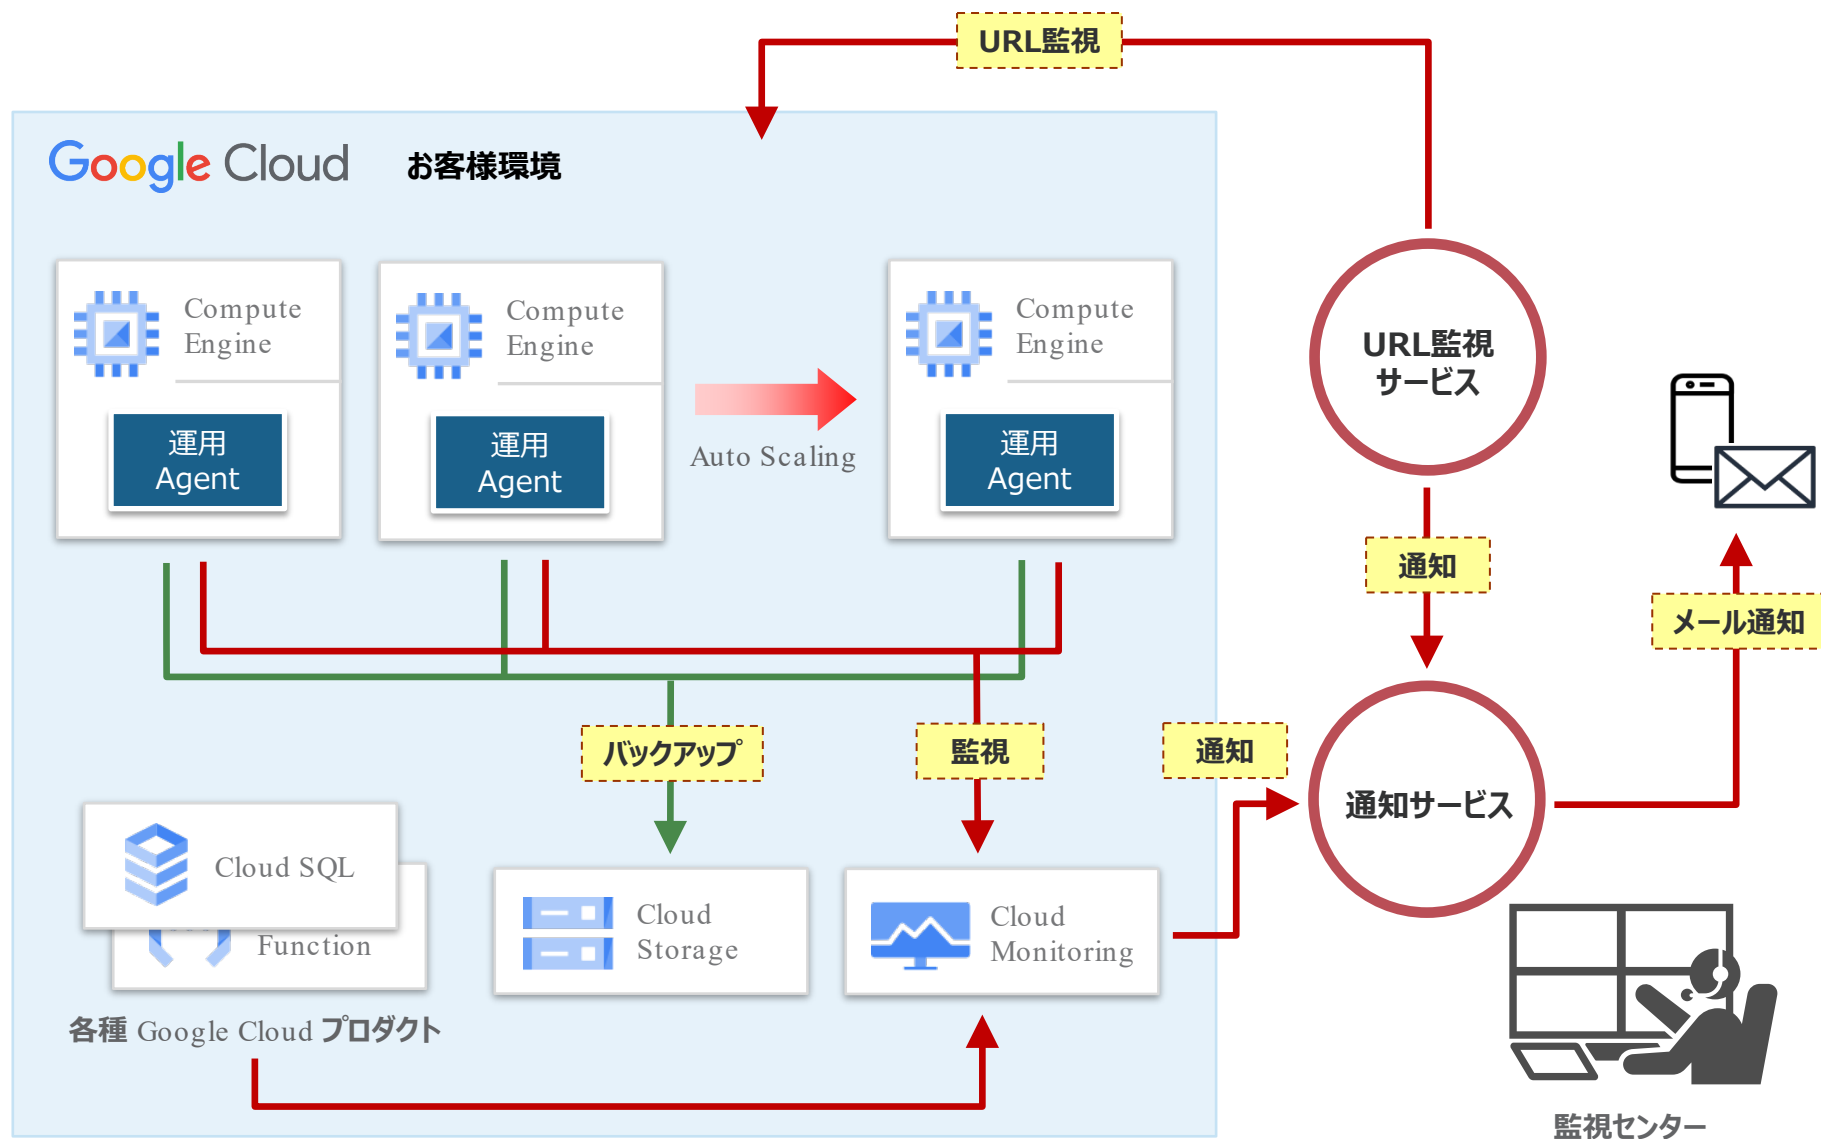 URL監視
Google Cloud お客様環境
Compute
Engine
運用
Agent
Compute
Engine
運用
Agent
Auto Scaling
Compute
Engine
運用
Agent
URL監視
サービス
通知
メール通知
バックアップ
監視
通知
通知サービス
Cloud SQL
Function
各種 Google Cloud プロダクト
Cloud
Storage
Cloud
Monitoring
監視センター